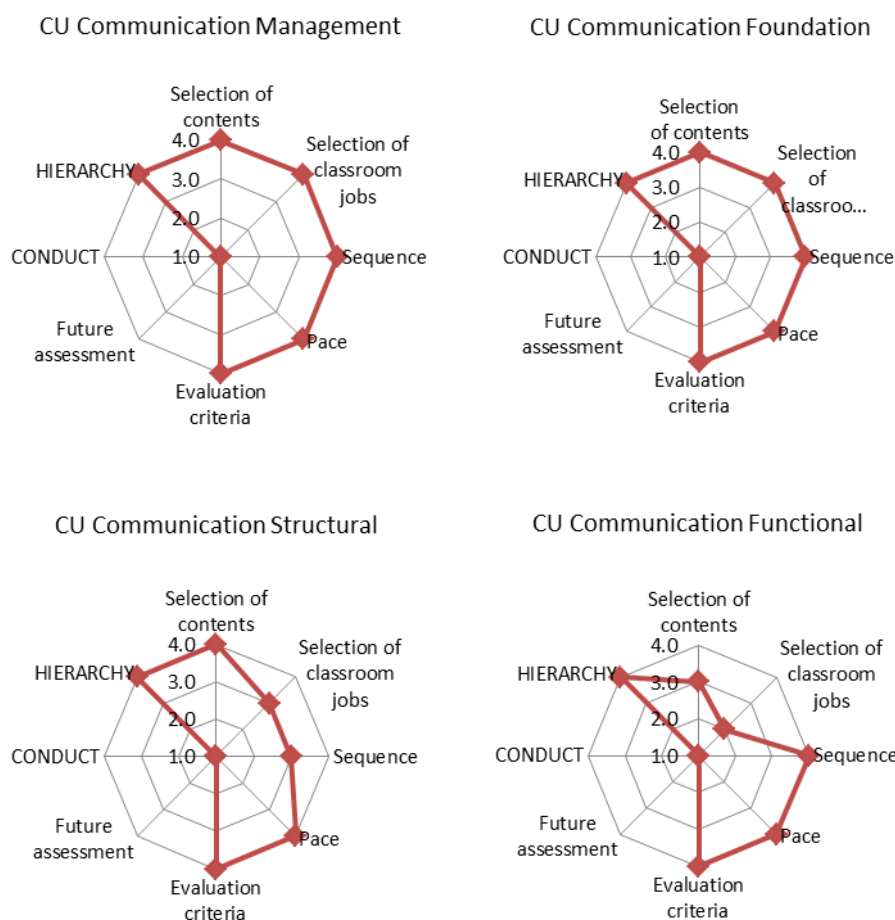 CU Communication Management
Selection of
contents
4.0
Selection of
classroom
jobs
HIERARCHY
3.0
2.0
CONDUCT
1.0
Sequence
Future
assessment
Pace
Evaluation
criteria
CU Communication Foundation
Selection
of contents
4.0
Selection
of
classroo...
HIERARCHY
3.0
2.0
CONDUCT
1.0
Sequence
Future
assessment
Pace
Evaluation
criteria
CU Communication Structural
Selection of
contents
4.0
Selection of
classroom
jobs
HIERARCHY
3.0
2.0
CONDUCT
1.0
Sequence
Future
assessment
Pace
Evaluation
criteria
CU Communication Functional
Selection of
contents
4.0
Selection of
classroom
jobs
HIERARCHY
3.0
2.0
CONDUCT
1.0
Sequence
Future
assessment
Pace
Evaluation
criteria